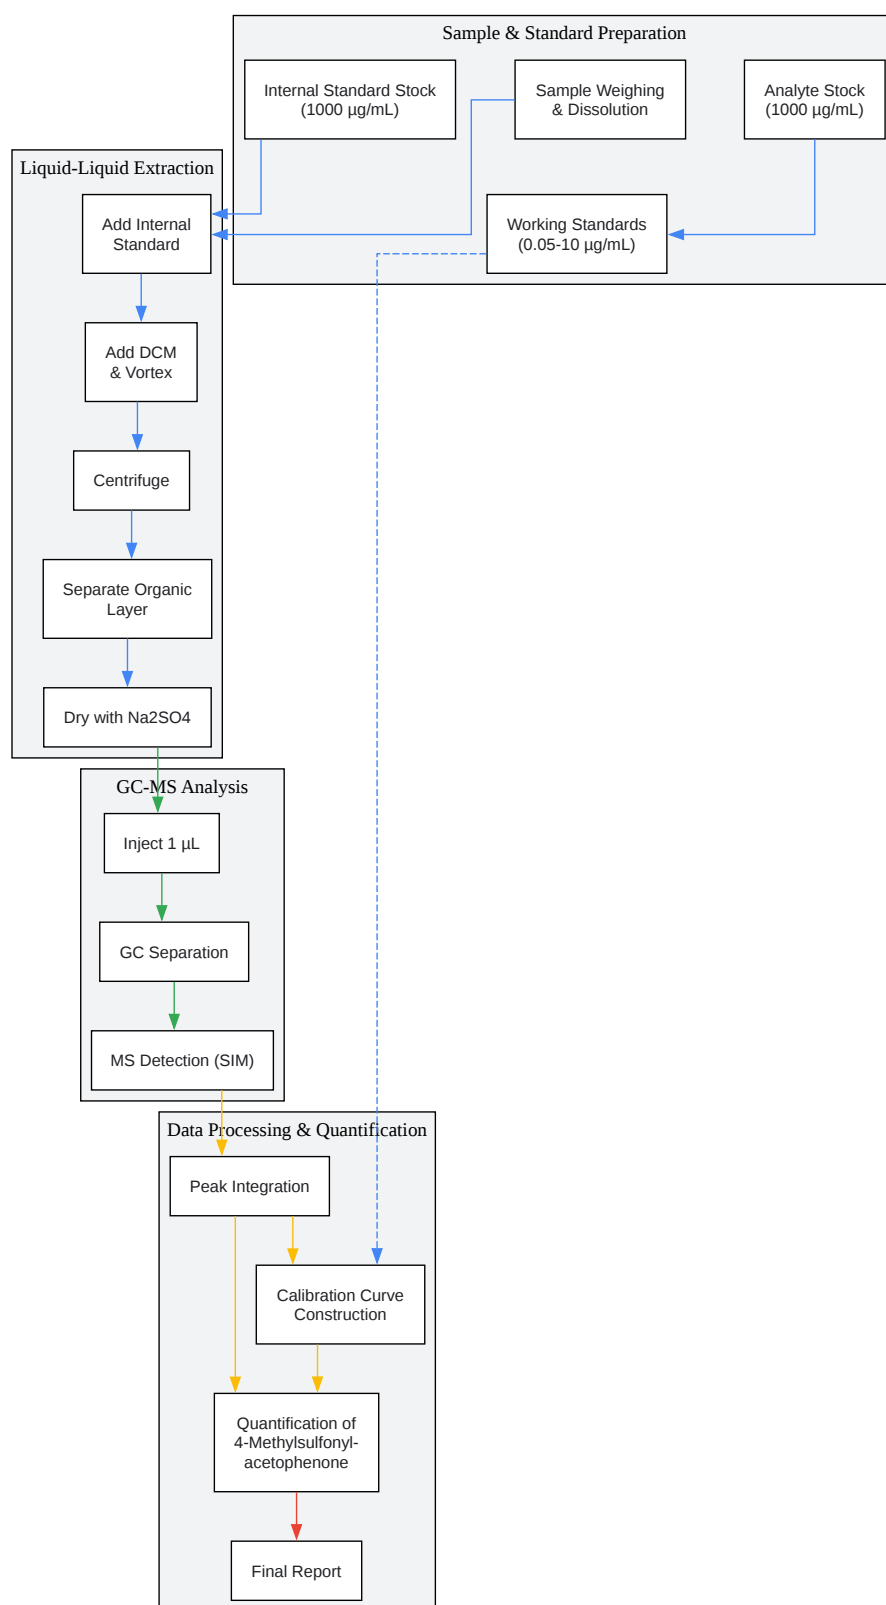 Sample & Standard Preparation
Internal Standard Stock
(1000 µg/mL)
Sample Weighing
& Dissolution
Analyte Stock
(1000 µg/mL)
Working Standards
(0.05-10 µg/mL)
Liquid-Liquid Extraction
Add Internal
Standard
Add DCM
& Vortex
Centrifuge
Separate Organic
Layer
Dry with Na2SO4
GC-MS Analysis
Inject 1 µL
GC Separation
MS Detection (SIM)
Data Processing & Quantification
Peak Integration
Calibration Curve
Construction
Quantification of
4-Methylsulfonyl-
acetophenone
Final Report